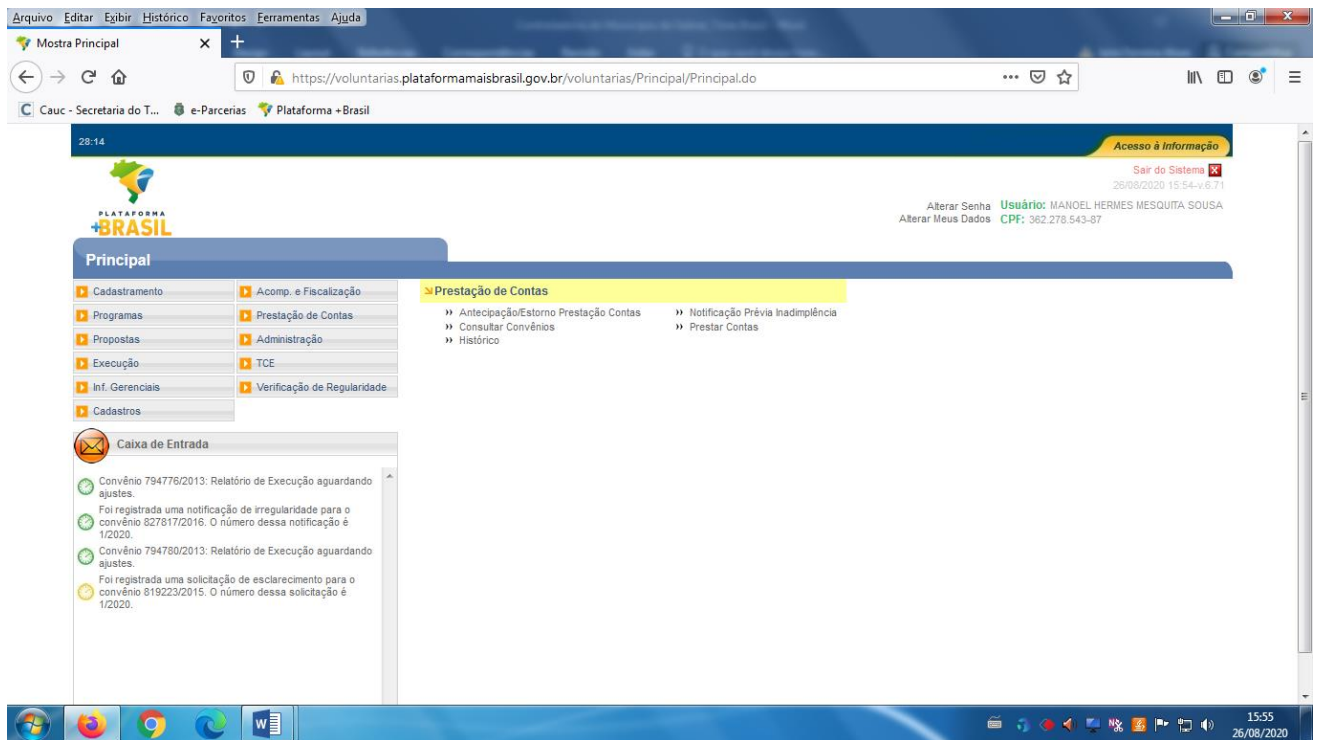 Arquivo Editar Exibir Histórico Favoritos Ferramentas Ajuda
Mostra Principal
https://voluntarias.plataformamaisbrasil.gov.br/voluntarias/Principal/Principal.do
Cauc - Secretaria do T... e-Parcerias Plataforma +Brasil
28:14
Acesso à Informação
Sair do Sistema
26/08/2020 15:54-v.6.71
Alterar Senha Usuário: MANOEL HERMES MESQUITA SOUSA
Alterar Meus Dados CPF: 362.278.543-87
PLATAFORMA
+BRASIL
Principal
Cadastramento Acomp. e Fiscalização
Programas Prestação de Contas
Propostas Administração
Execução TCE
Inf. Gerenciais Verificação de Regularidade
Cadastros
Prestação de Contas
Antecipação/Estorno Prestação Contas Notificação Prévia Inadimplência
Consultar Convênios Prestar Contas
Histórico
Caixa de Entrada
Convênio 794776/2013: Relatório de Execução aguardando
ajustes.
Foi registrada uma notificação de irregularidade para o
convênio 827817/2016. O número dessa notificação é
1/2020.
Convênio 794780/2013: Relatório de Execução aguardando
ajustes.
Foi registrada uma solicitação de esclarecimento para o
convênio 819223/2015. O número dessa solicitação é
1/2020.
15:55
26/08/2020